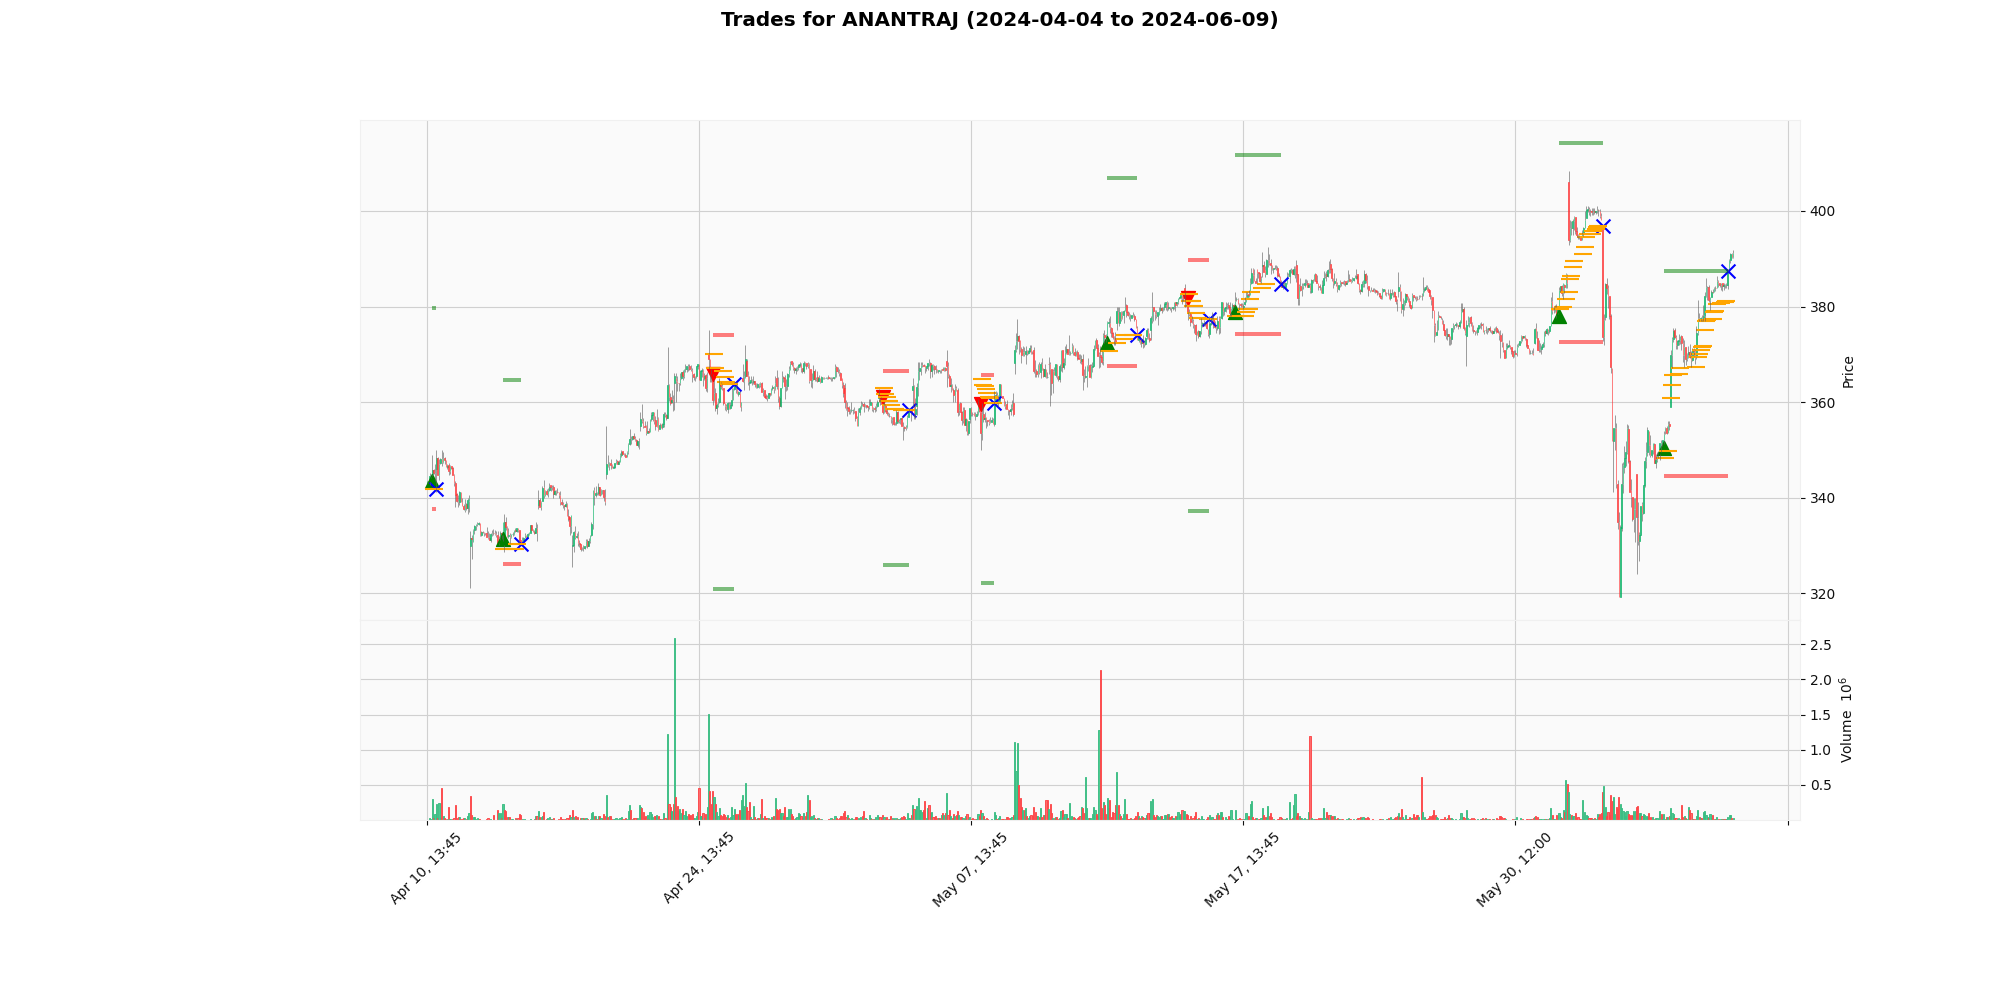 Trades for ANANTRAJ (2024-04-04 to 2024-06-09)
400
380
360
340
320
Price
2.5
2.0
1.5
1.0
0.5
Volume 10⁶
Apr 10, 13:45
Apr 24, 13:45
May 07, 13:45
May 17, 13:45
May 30, 12:00